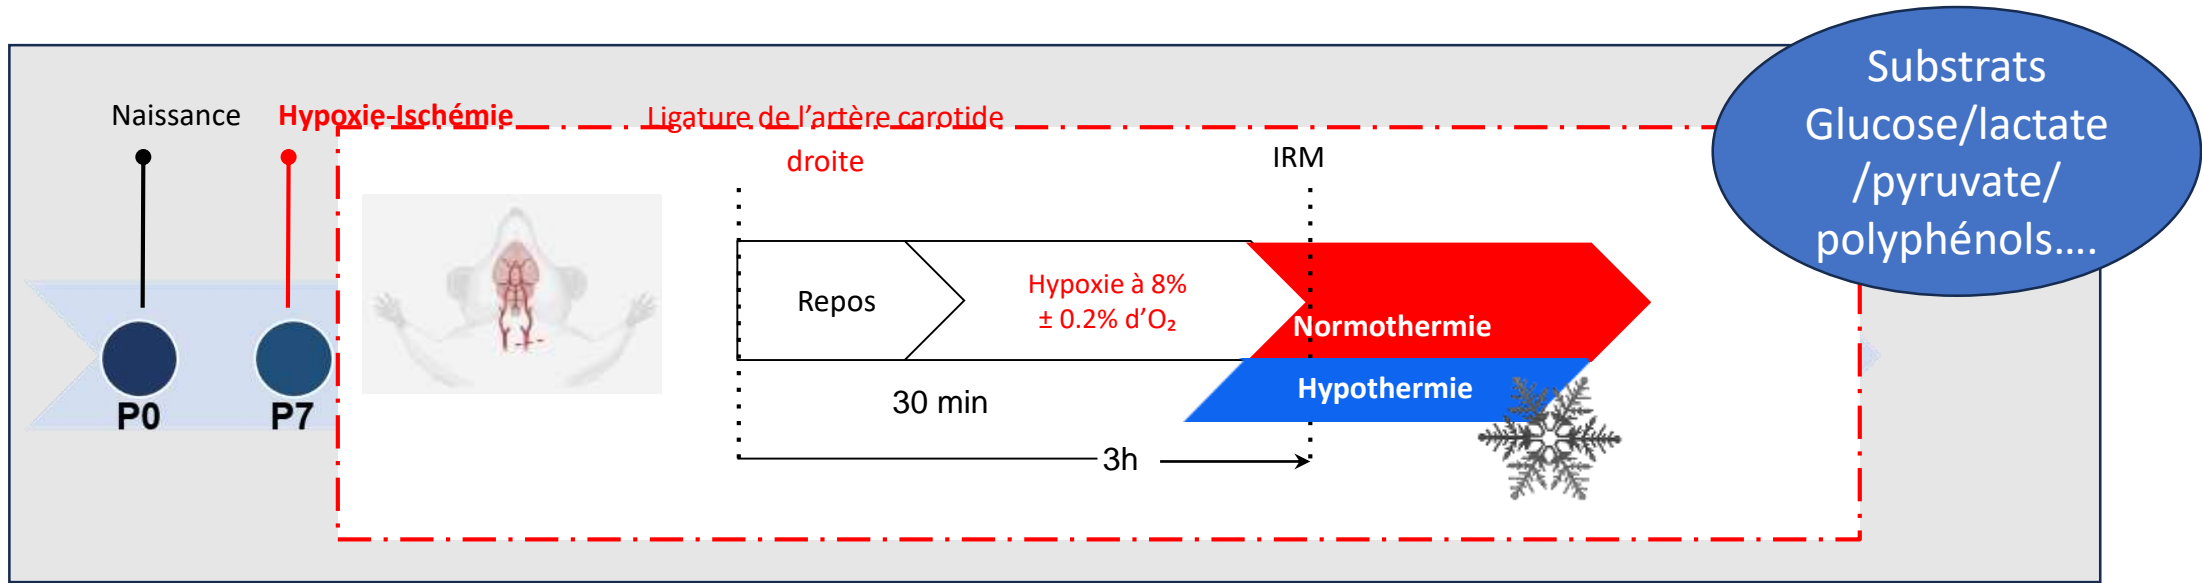 Substrats
Glucose/lactate
/pyruvate/
polyphénols....
Naissance
Hypoxie-Ischémie
Ligature de l’artère carotide
droite
IRM
Repos
Hypoxie à 8%
± 0.2% d’O₂
Normothermie
Hypothermie
30 min
3h
P0
P7